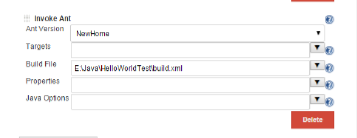 Invoke Ant
Ant Version
NewHome
Targets
Build File
E:\Java\HelloWorldTest\build.xml
Properties
Java Options
Delete